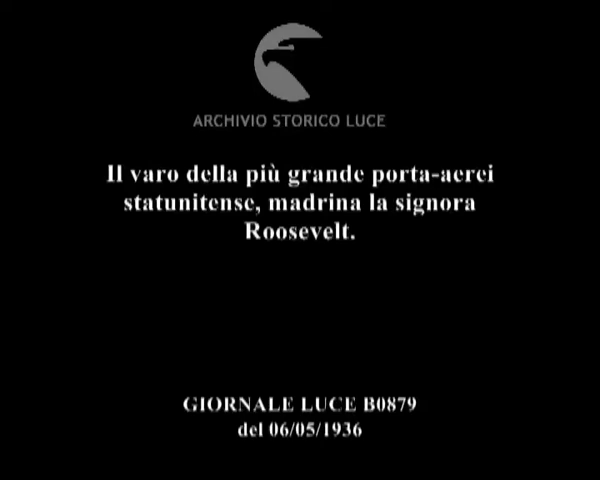 ARCHIVIO STORICO LUCE
Il varo della più grande porta-aerei
statunitense, madrina la signora
Roosevelt.
GIORNALE LUCE B0879
del 06/05/1936